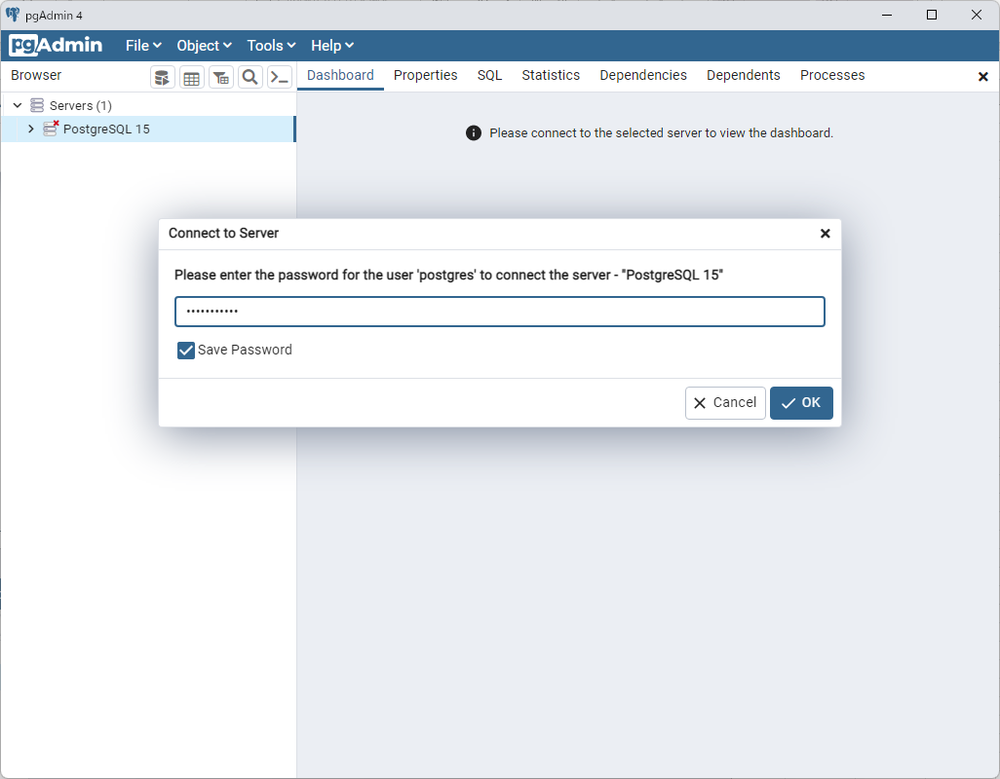 pgAdmin 4
pgAdmin File Object Tools Help
Browser Dashboard Properties SQL Statistics Dependencies Dependents Processes
Servers (1)
PostgreSQL 15
Please connect to the selected server to view the dashboard.
Connect to Server
Please enter the password for the user 'postgres' to connect the server - "PostgreSQL 15"
•••••••••••
Save Password
Cancel OK